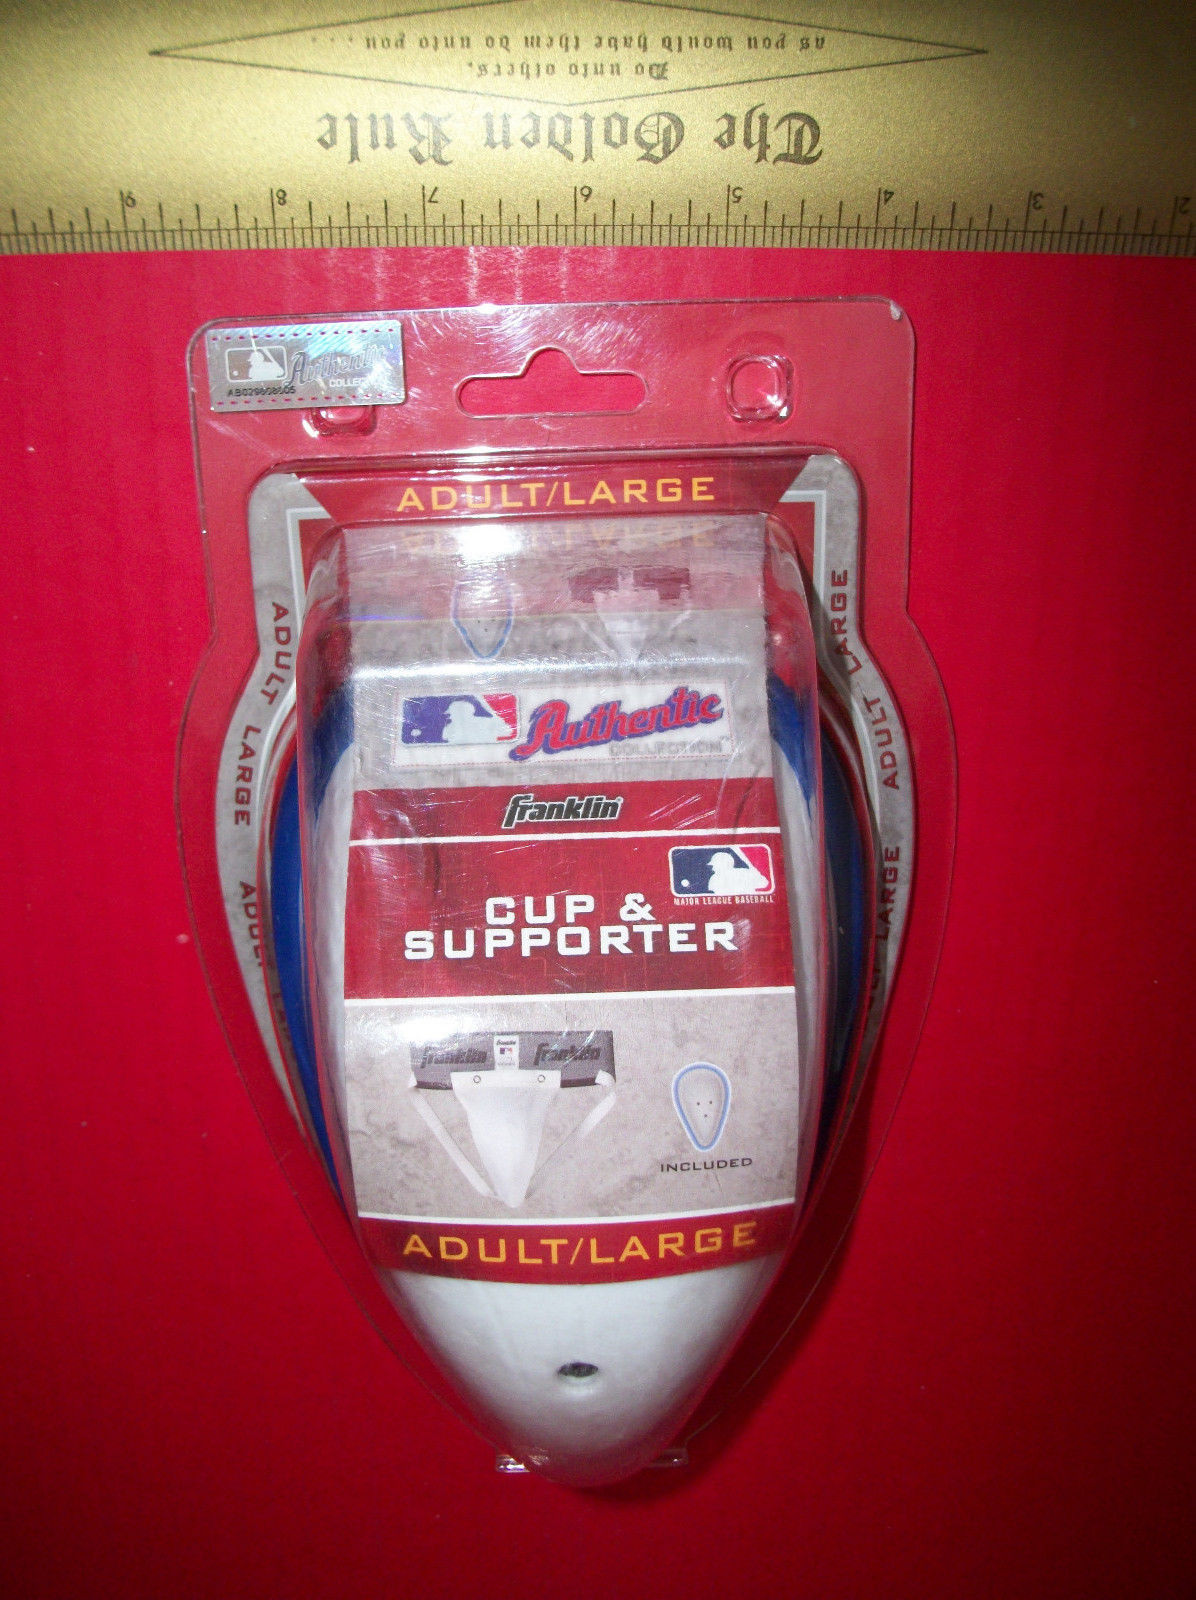 The Golden Rule
Do unto others,
as you would have them do unto you . . . .
9 8 7 6 5 4 3 2
Authentic
ADULT/LARGE
ADULT LARGE
ADULT LARGE
Authentic
COLLECTION
franklin
MAJOR LEAGUE BASEBALL
CUP &
SUPPORTER
franklin franklin
INCLUDED
ADULT/LARGE